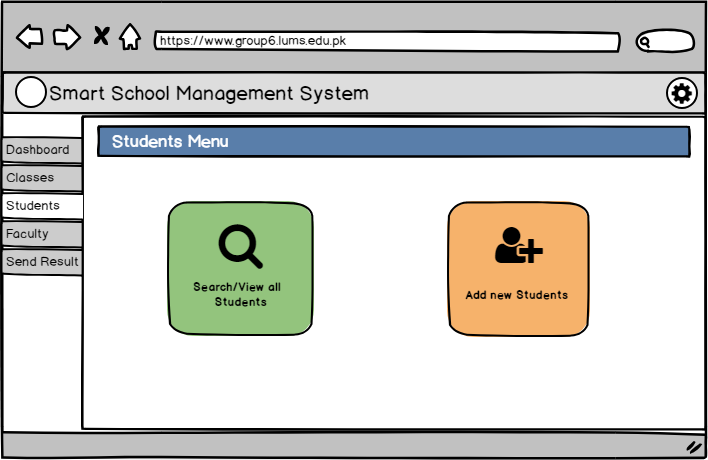 https://www.group6.lums.edu.pk
Smart School Management System
Students Menu
Dashboard
Classes
Students
Faculty
Send Result
Search/View all
Students
Add new Students